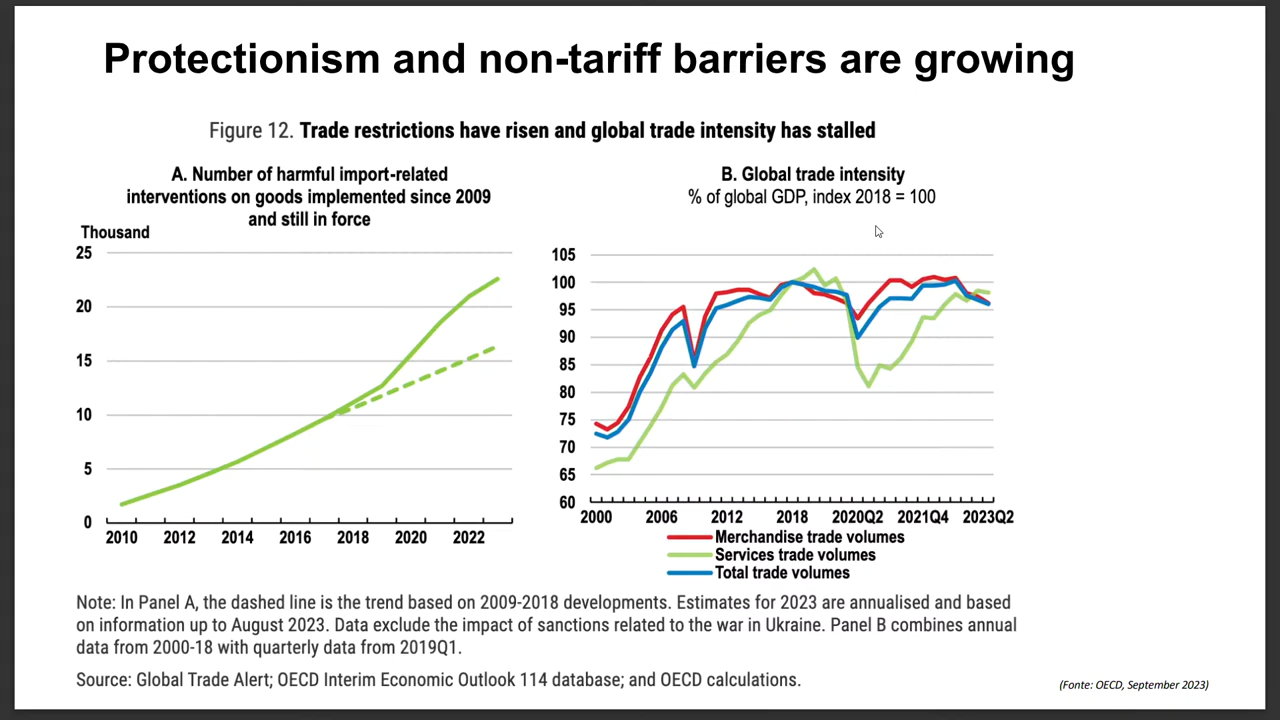 Protectionism and non-tariff barriers are growing
Figure 12. Trade restrictions have risen and global trade intensity has stalled
A. Number of harmful import-related
interventions on goods implemented since 2009
and still in force
Thousand
25
20
15
10
5
0
2010 2012 2014 2016 2018 2020 2022
B. Global trade intensity
% of global GDP, index 2018 = 100
105
100
95
90
85
80
75
70
65
60
2000 2006 2012 2018 2020Q2 2021Q4 2023Q2
Merchandise trade volumes
Services trade volumes
Total trade volumes
Note: In Panel A, the dashed line is the trend based on 2009-2018 developments. Estimates for 2023 are annualised and based
on information up to August 2023. Data exclude the impact of sanctions related to the war in Ukraine. Panel B combines annual
data from 2000-18 with quarterly data from 2019Q1.
Source: Global Trade Alert; OECD Interim Economic Outlook 114 database; and OECD calculations.
(Fonte: OECD, September 2023)